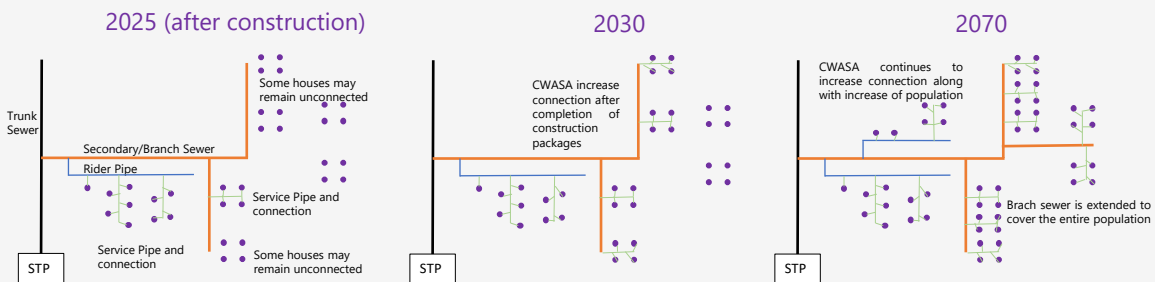 2025 (after construction)
Some houses may
remain unconnected
Trunk
Sewer
Secondary/Branch Sewer
Rider Pipe
Service Pipe and
connection
Service Pipe and
connection
Some houses may
remain unconnected
STP
2030
CWASA increase
connection after
completion of
construction
packages
STP
2070
CWASA continues to
increase connection along
with increase of population
Brach sewer is extended to
cover the entire population
STP